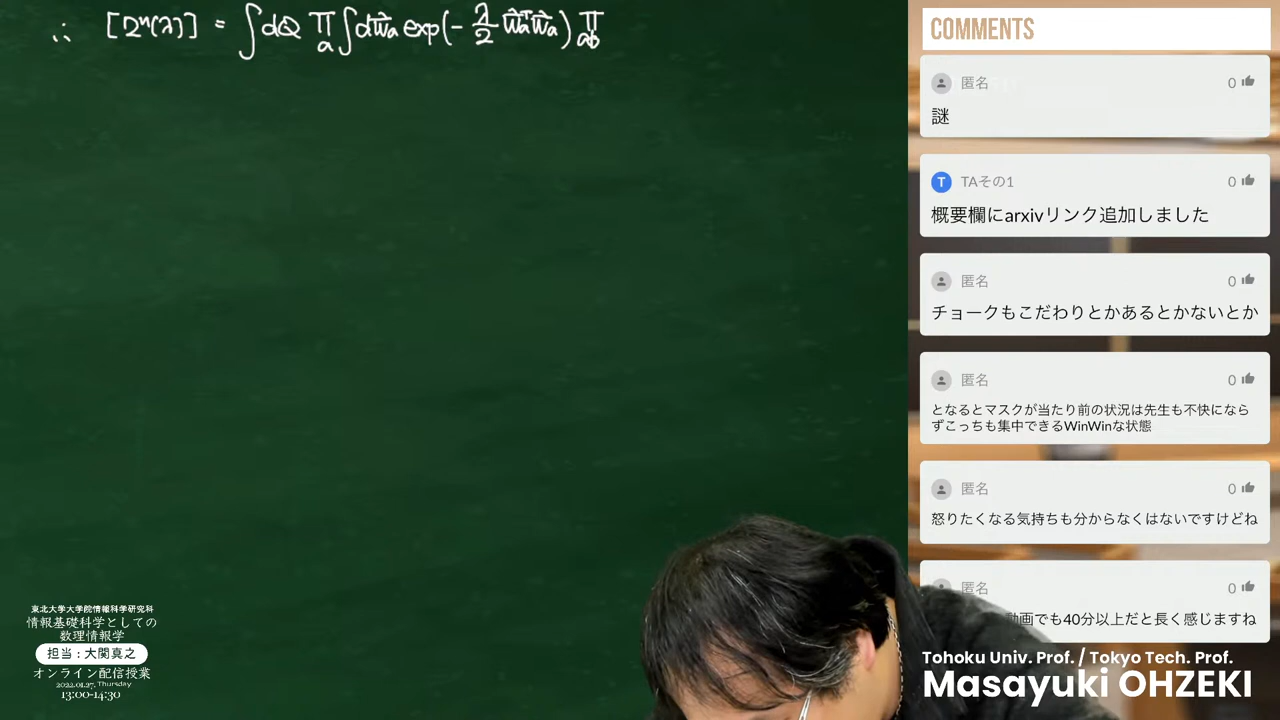 ∴ [Z^n(λ)] = ∫dQ ∏_a ∫dw⃗_a exp(-λ/2 w⃗_a^T w⃗_a) ∏_ab
COMMENTS
匿名 0
謎
T TAその1 0
概要欄にarxivリンク追加しました
匿名 0
チョークもこだわりとかあるとかないとか
匿名 0
となるとマスクが当たり前の状況は先生も不快になら
ずこっちも集中できるWinWinな状態
匿名 0
怒りたくなる気持ちも分からなくはないですけどね
匿名 0
動画でも40分以上だと長く感じますね
東北大学大学院情報科学研究科
情報基礎科学としての
数理情報学
担当：大関真之
オンライン配信授業
2022.01.27, Thursday
13:00-14:30
Tohoku Univ. Prof. / Tokyo Tech. Prof.
Masayuki OHZEKI